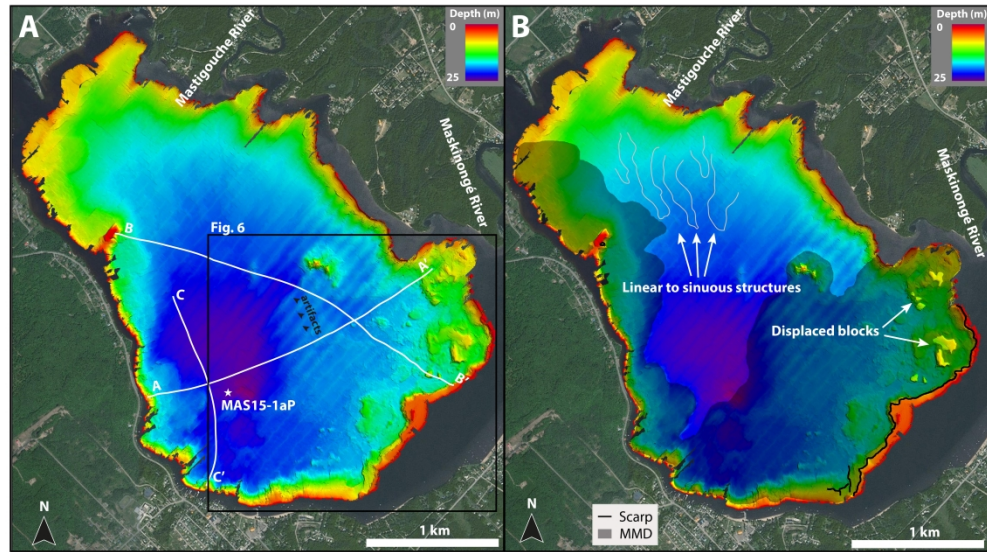 A
Depth (m)
0
25
Mastigouche River
Maskinongé River
Fig. 6
B
A'
C
artifacts
A
B'
MAS15-1aP
C'
N
1 km
B
Depth (m)
0
25
Mastigouche River
Maskinongé River
Linear to sinuous structures
Displaced blocks
N
Scarp
MMD
1 km